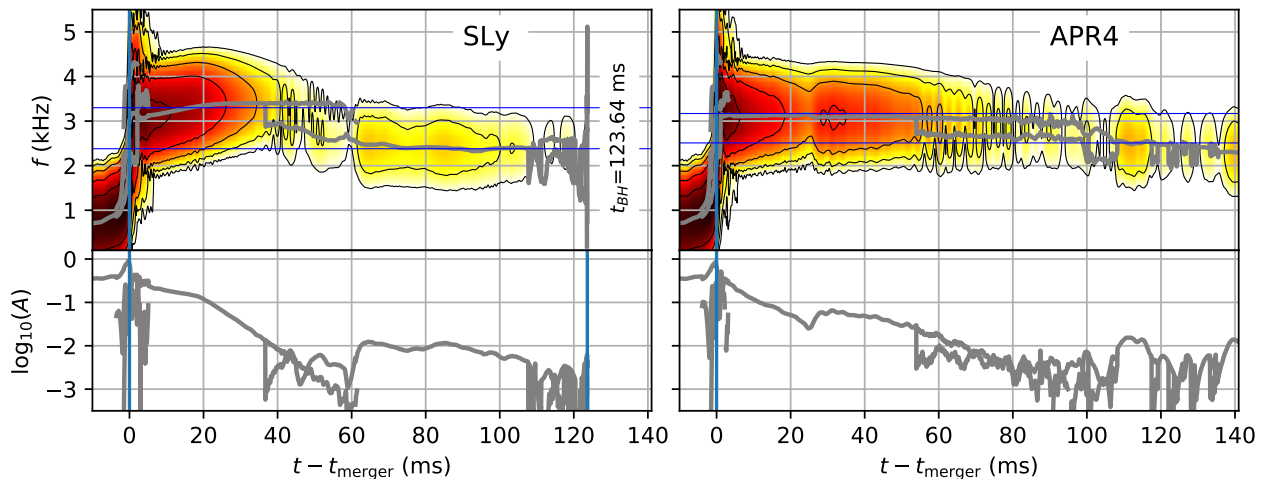 SLy
APR4
f (kHz)
5
4
3
2
1
t_BH=123.64 ms
log₁₀(A)
0
−1
−2
−3
0 20 40 60 80 100 120 140
0 20 40 60 80 100 120 140
t − t_merger (ms)
t − t_merger (ms)